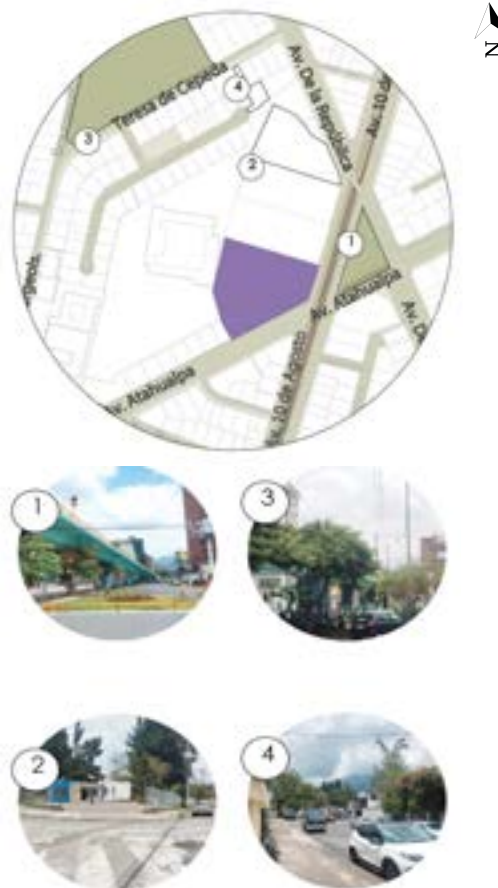 N
Av. De la República
Av. 10 de
Teresa de Cepeda
4
3
2
1
Av. Atahualpa
Av. D
Av. Atahualpa
Av. 10 de Agosto
1
3
2
4